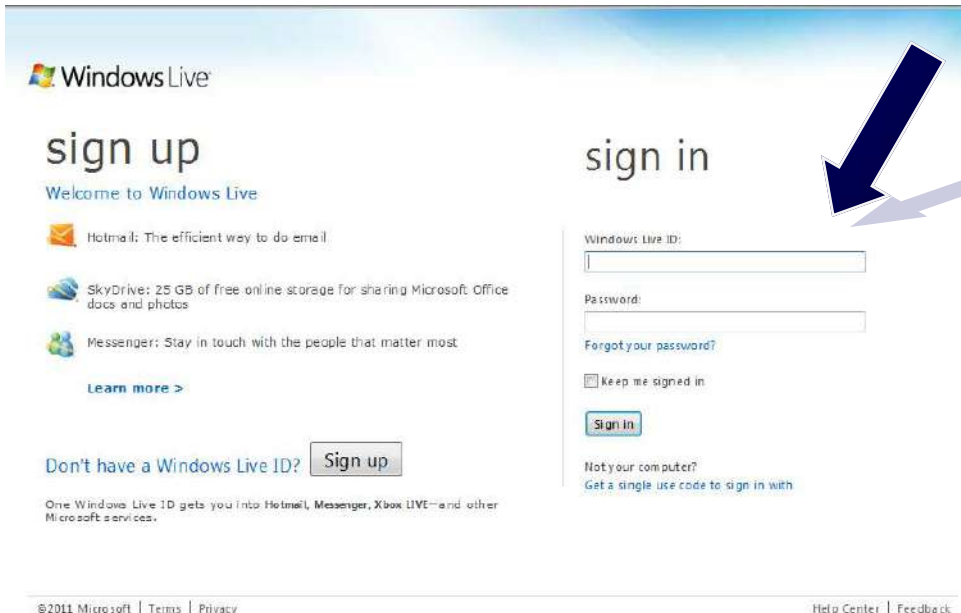 Windows Live
sign up
Welcome to Windows Live
Hotmail: The efficient way to do email
SkyDrive: 25 GB of free online storage for sharing Microsoft Office
docs and photos
Messenger: Stay in touch with the people that matter most
Learn more >
Don't have a Windows Live ID? Sign up
One Windows Live ID gets you into Hotmail, Messenger, Xbox LIVE—and other
Microsoft services.
sign in
Windows Live ID:
Password:
Forgot your password?
Keep me signed in
Sign in
Not your computer?
Get a single use code to sign in with
©2011 Microsoft | Terms | Privacy
Help Center | Feedback